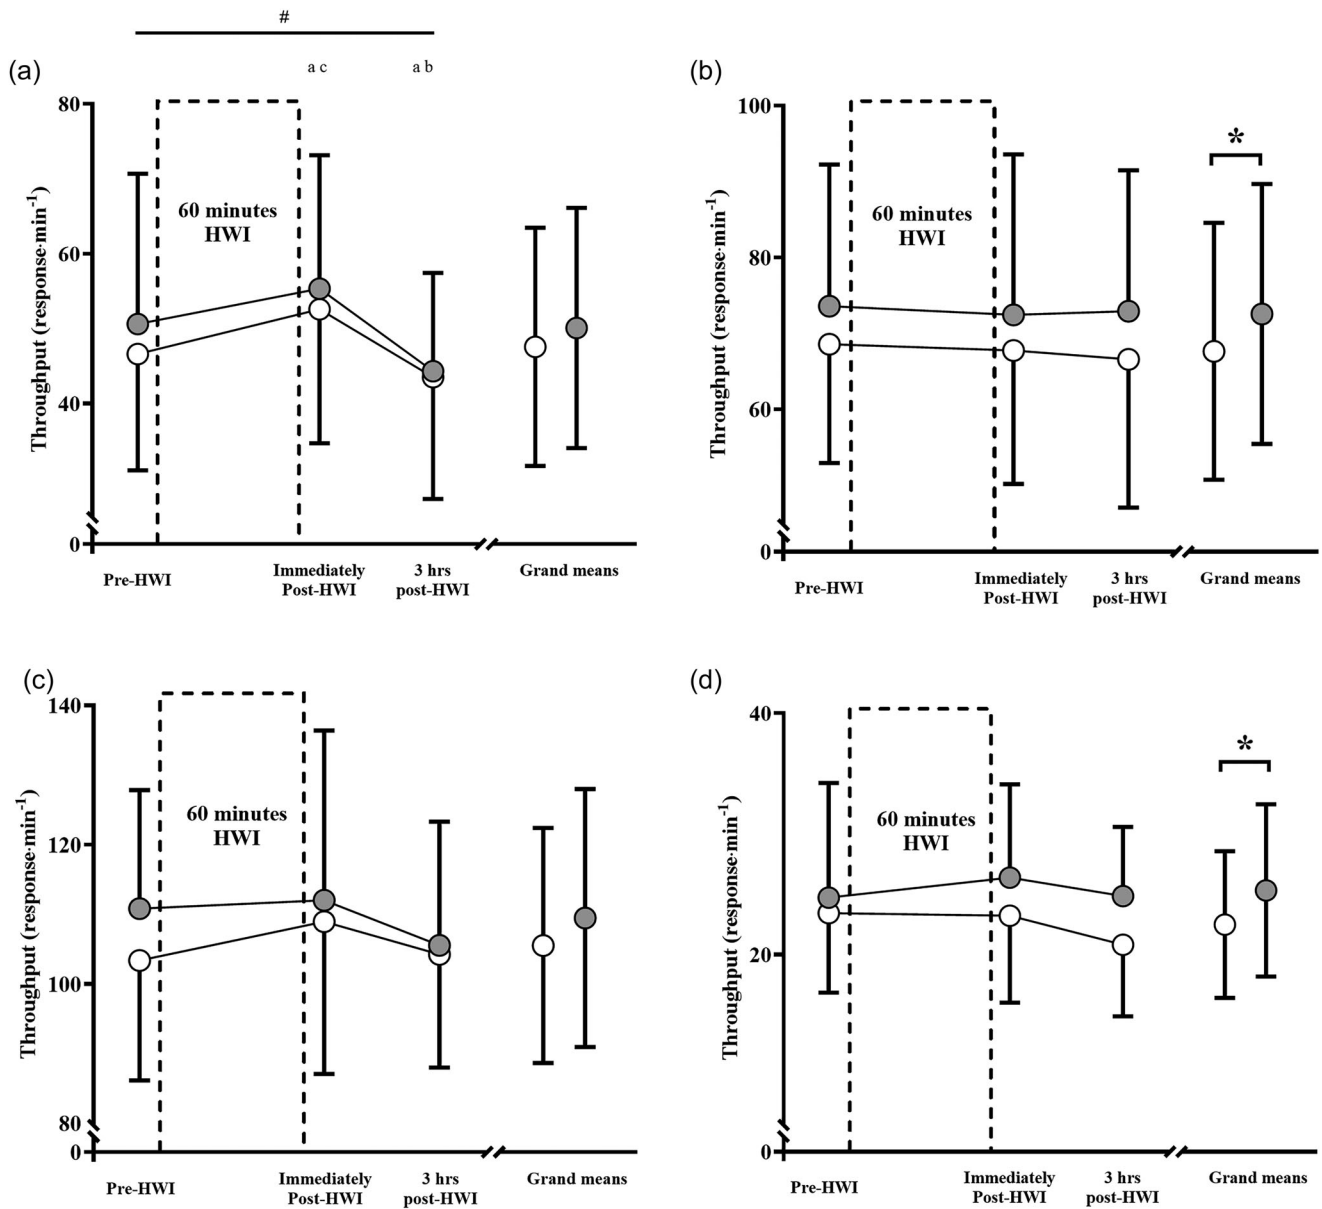 #
a c
a b
(a)
80
60
40
0
Throughput (response·min-1)
60 minutes
HWI
Pre-HWI
Immediately
Post-HWI
3 hrs
post-HWI
Grand means
(b)
100
80
60
0
Throughput (response·min-1)
60 minutes
HWI
*
Pre-HWI
Immediately
Post-HWI
3 hrs
post-HWI
Grand means
(c)
140
120
100
80
0
Throughput (response·min-1)
60 minutes
HWI
Pre-HWI
Immediately
Post-HWI
3 hrs
post-HWI
Grand means
(d)
40
20
0
Throughput (response·min-1)
60 minutes
HWI
*
Pre-HWI
Immediately
Post-HWI
3 hrs
post-HWI
Grand means